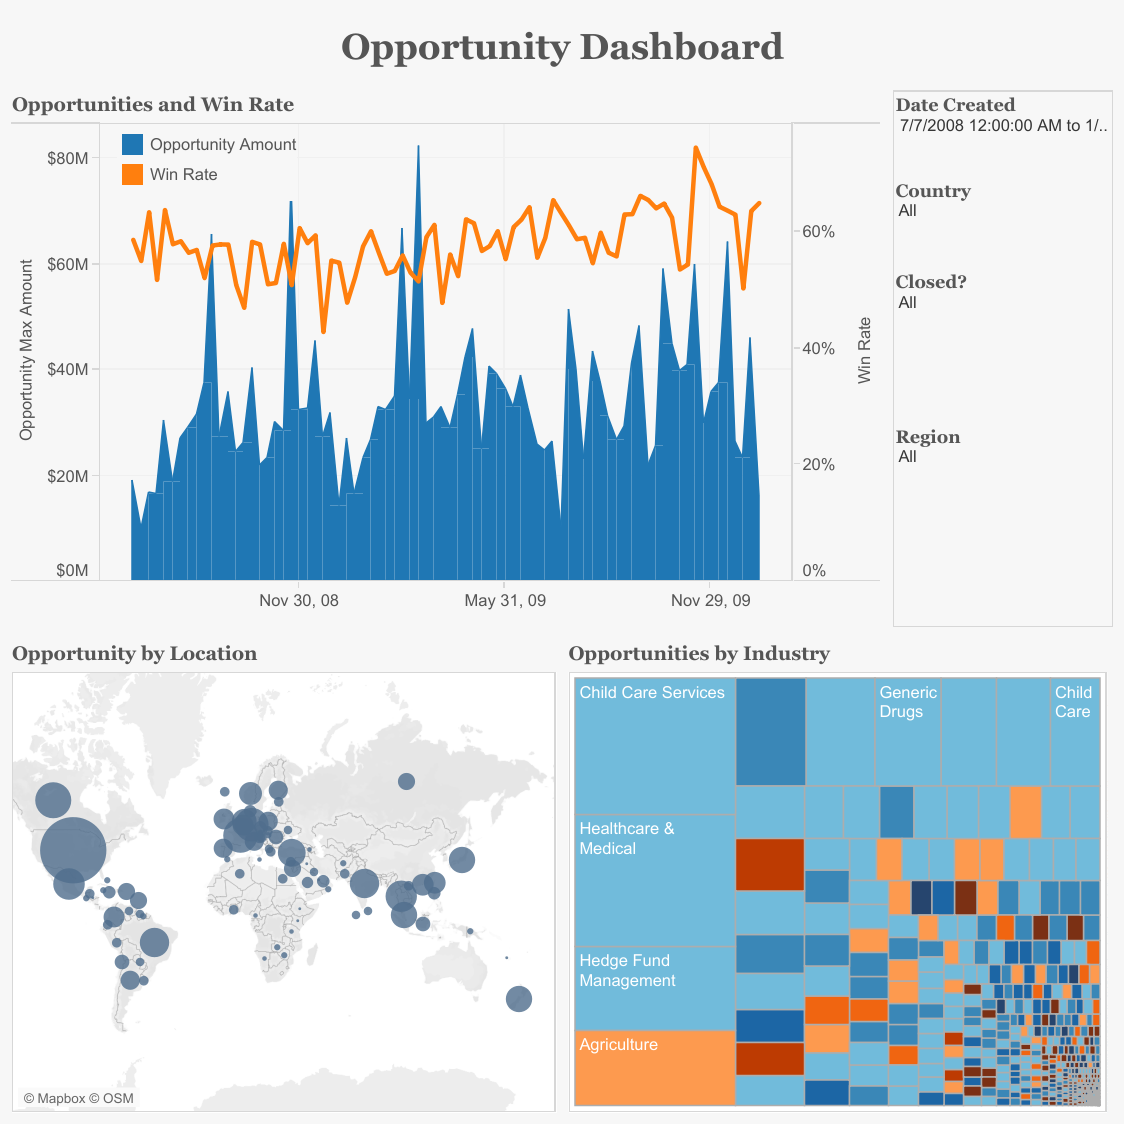 Opportunity Dashboard
Opportunities and Win Rate
Opportunity Amount
Win Rate
$80M
$60M
$40M
$20M
$0M
Opportunity Max Amount
60%
40%
20%
0%
Win Rate
Nov 30, 08
May 31, 09
Nov 29, 09
Date Created
7/7/2008 12:00:00 AM to 1/..
Country
All
Closed?
All
Region
All
Opportunity by Location
© Mapbox © OSM
Opportunities by Industry
Child Care Services
Generic
Drugs
Child
Care
Healthcare &
Medical
Hedge Fund
Management
Agriculture